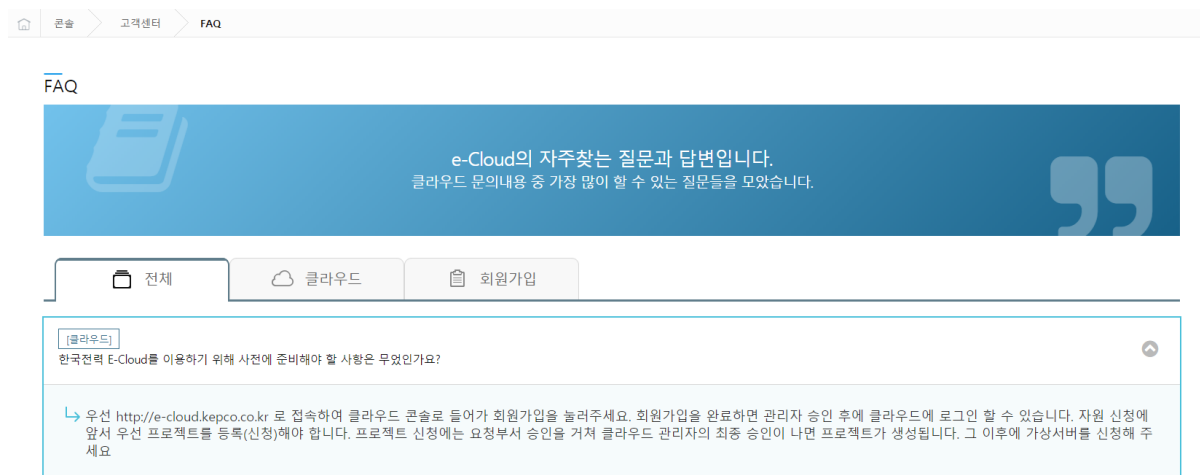 콘솔 고객센터 FAQ
FAQ
e-Cloud의 자주찾는 질문과 답변입니다.
클라우드 문의내용 중 가장 많이 할 수 있는 질문들을 모았습니다.
전체 클라우드 회원가입
[클라우드]
한국전력 E-Cloud를 이용하기 위해 사전에 준비해야 할 사항은 무엇인가요?
우선 http://e-cloud.kepco.co.kr 로 접속하여 클라우드 콘솔로 들어가 회원가입을 눌러주세요. 회원가입을 완료하면 관리자 승인 후에 클라우드에 로그인 할 수 있습니다. 자원 신청에
앞서 우선 프로젝트를 등록(신청)해야 합니다. 프로젝트 신청에는 요청부서 승인을 거쳐 클라우드 관리자의 최종 승인이 나면 프로젝트가 생성됩니다. 그 이후에 가상서버를 신청해 주
세요